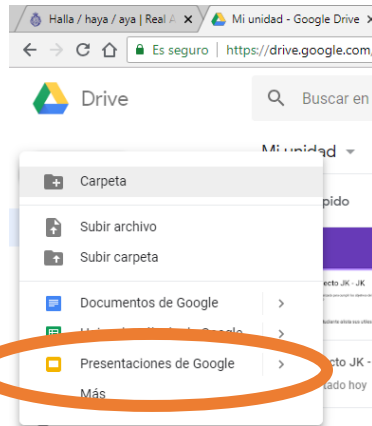 Halla / haya / aya | Real A
Mi unidad - Google Drive
Es seguro | https://drive.google.com,
Drive
Buscar en
Mi unidad
Carpeta
pido
Subir archivo
Subir carpeta
ecto JK - JK
Documentos de Google
de Google
Presentaciones de Google
cto JK -
tado hoy
Más